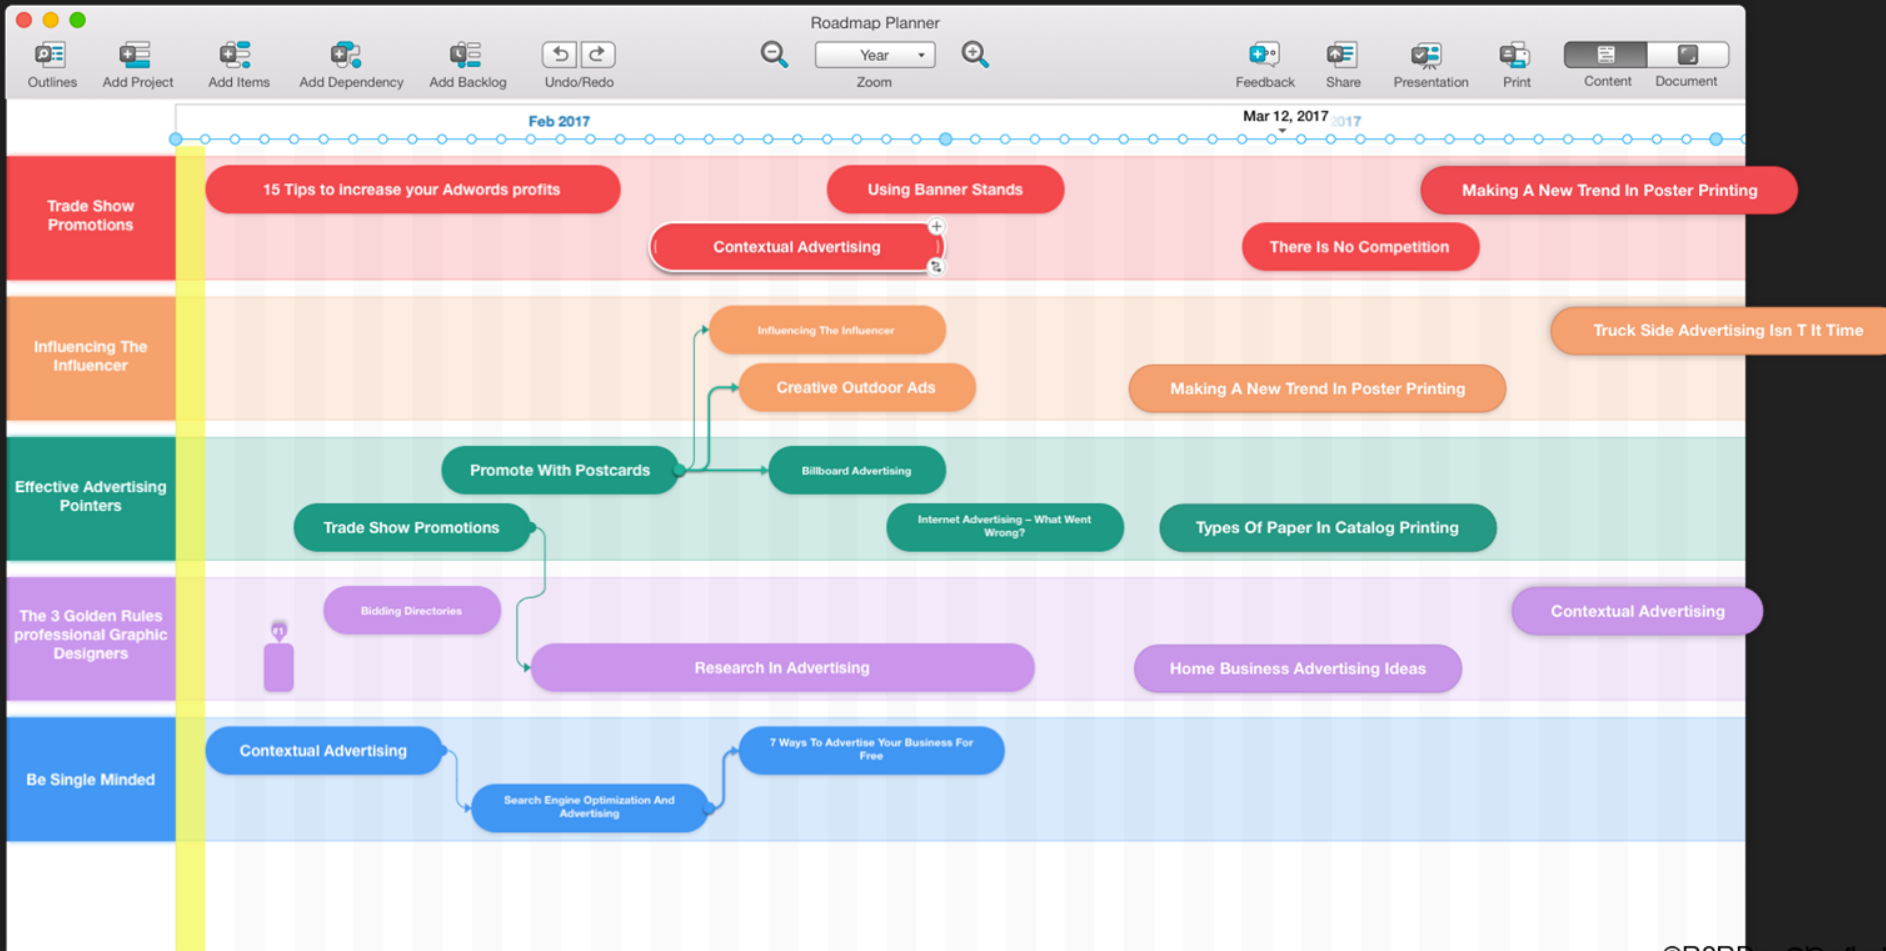 Roadmap Planner
Outlines
Add Project
Add Items
Add Dependency
Add Backlog
Undo/Redo
Year
Zoom
Feedback
Share
Presentation
Print
Content
Document
Feb 2017
Mar 12, 2017
2017
Trade Show
Promotions
15 Tips to increase your Adwords profits
Using Banner Stands
Making A New Trend In Poster Printing
Contextual Advertising
There Is No Competition
Influencing The
Influencer
Influencing The Influencer
Truck Side Advertising Isn T It Time
Creative Outdoor Ads
Making A New Trend In Poster Printing
Effective Advertising
Pointers
Promote With Postcards
Billboard Advertising
Trade Show Promotions
Internet Advertising – What Went
Wrong?
Types Of Paper In Catalog Printing
The 3 Golden Rules
professional Graphic
Designers
Bidding Directories
Contextual Advertising
#1
Research In Advertising
Home Business Advertising Ideas
Be Single Minded
Contextual Advertising
7 Ways To Advertise Your Business For
Free
Search Engine Optimization And
Advertising